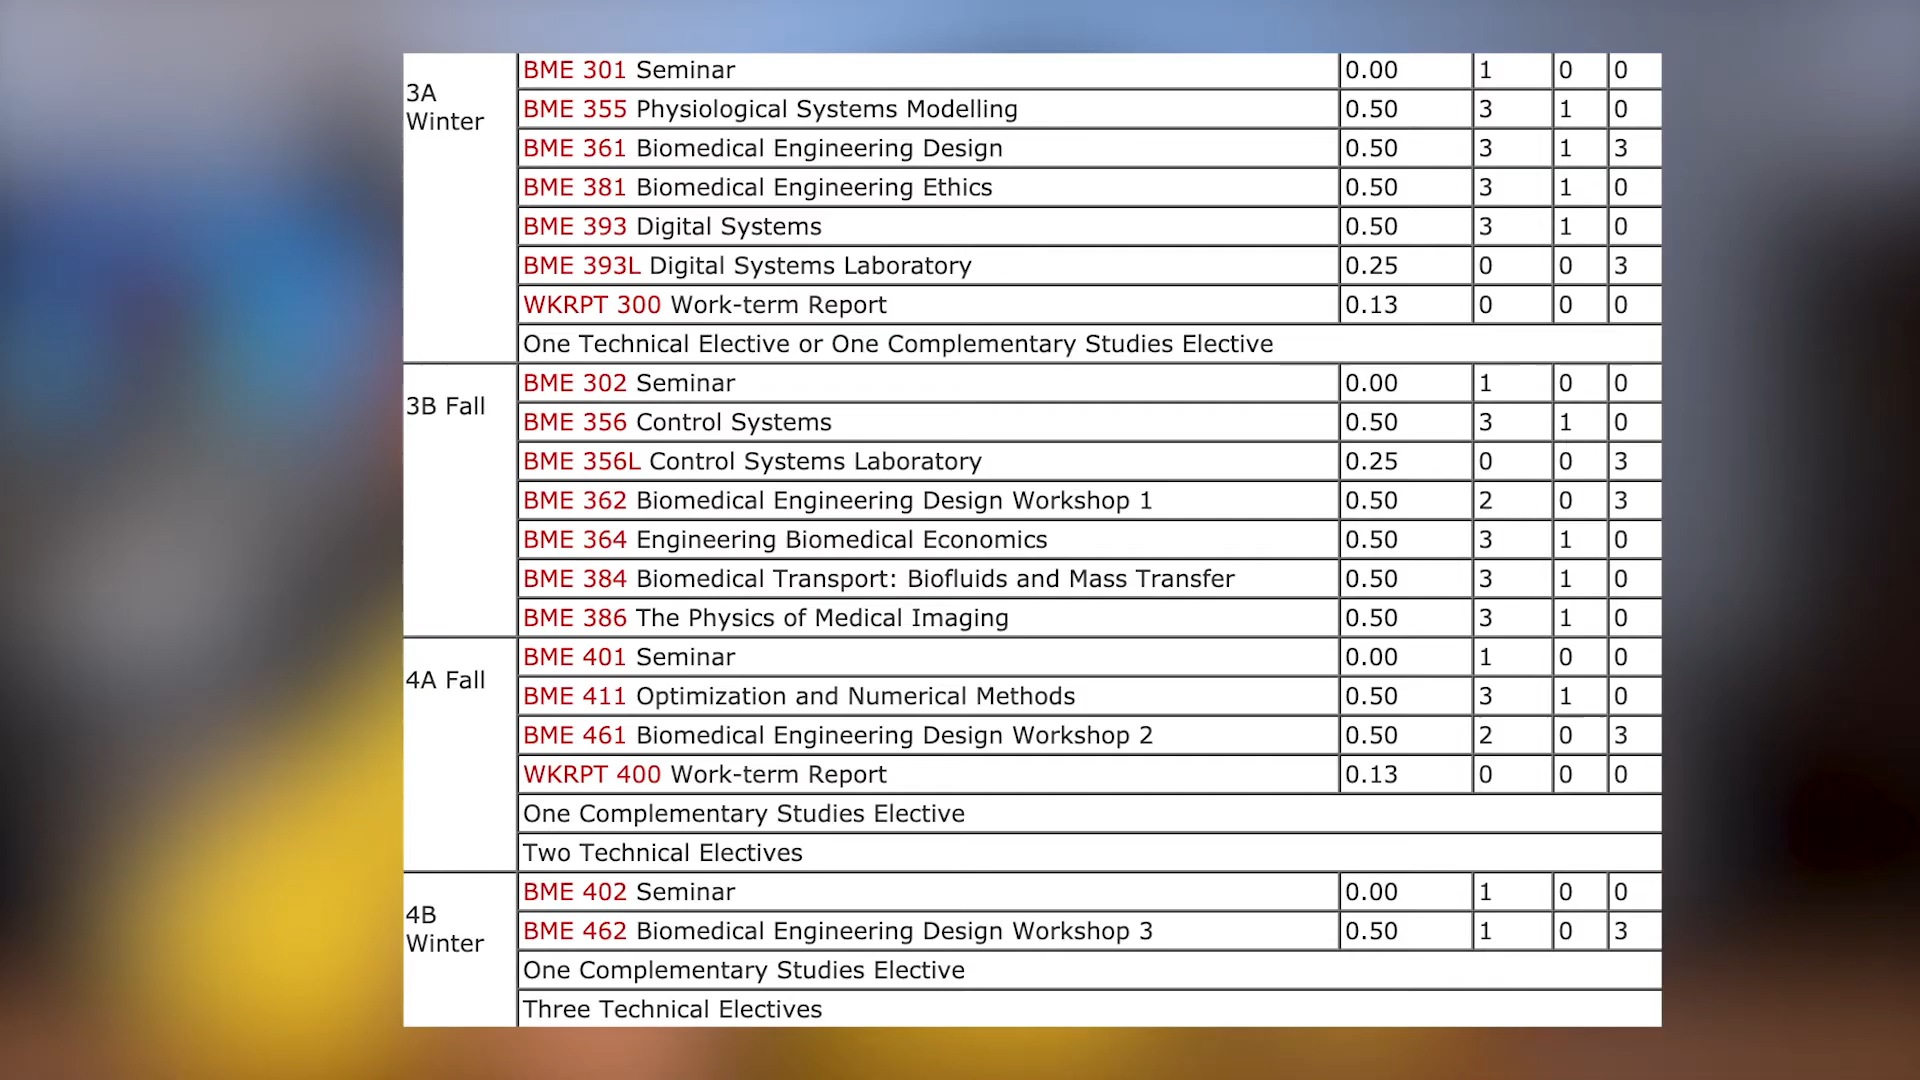 3A
Winter
BME 301 Seminar 0.00 1 0 0
BME 355 Physiological Systems Modelling 0.50 3 1 0
BME 361 Biomedical Engineering Design 0.50 3 1 3
BME 381 Biomedical Engineering Ethics 0.50 3 1 0
BME 393 Digital Systems 0.50 3 1 0
BME 393L Digital Systems Laboratory 0.25 0 0 3
WKRPT 300 Work-term Report 0.13 0 0 0
One Technical Elective or One Complementary Studies Elective
3B Fall
BME 302 Seminar 0.00 1 0 0
BME 356 Control Systems 0.50 3 1 0
BME 356L Control Systems Laboratory 0.25 0 0 3
BME 362 Biomedical Engineering Design Workshop 1 0.50 2 0 3
BME 364 Engineering Biomedical Economics 0.50 3 1 0
BME 384 Biomedical Transport: Biofluids and Mass Transfer 0.50 3 1 0
BME 386 The Physics of Medical Imaging 0.50 3 1 0
4A Fall
BME 401 Seminar 0.00 1 0 0
BME 411 Optimization and Numerical Methods 0.50 3 1 0
BME 461 Biomedical Engineering Design Workshop 2 0.50 2 0 3
WKRPT 400 Work-term Report 0.13 0 0 0
One Complementary Studies Elective
Two Technical Electives
4B
Winter
BME 402 Seminar 0.00 1 0 0
BME 462 Biomedical Engineering Design Workshop 3 0.50 1 0 3
One Complementary Studies Elective
Three Technical Electives